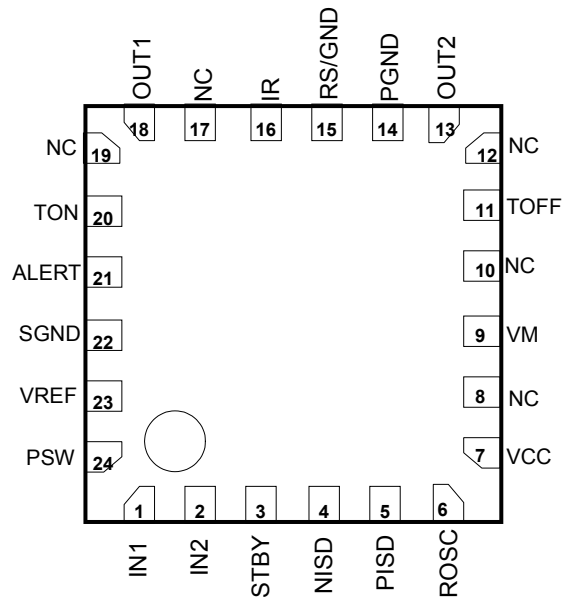 OUT1
NC
IR
RS/GND
PGND
OUT2
18
17
16
15
14
13
NC
19
12
NC
TON
20
11
TOFF
ALERT
21
10
NC
SGND
22
9
VM
VREF
23
8
NC
PSW
24
7
VCC
1
2
3
4
5
6
IN1
IN2
STBY
NISD
PISD
ROSC